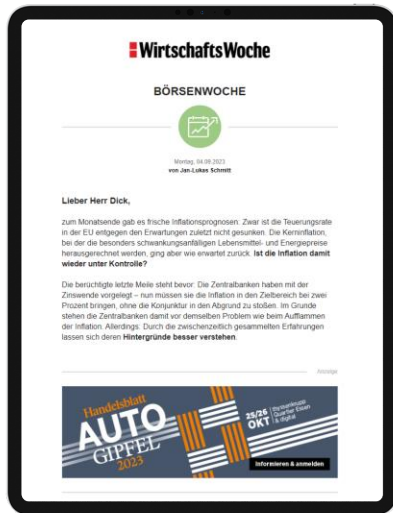 WirtschaftsWoche
BÖRSENWOCHE
Montag, 04.09.2023
von Jan-Lukas Schmitt
Lieber Herr Dick,
zum Monatsende gab es frische Inflationsprognosen: Zwar ist die Teuerungsrate
in der EU entgegen den Erwartungen zuletzt nicht gesunken. Die Kerninflation,
bei der die besonders schwankungsanfälligen Lebensmittel- und Energiepreise
herausgerechnet werden, ging aber wie erwartet zurück. Ist die Inflation damit
wieder unter Kontrolle?
Die berüchtigte letzte Meile steht bevor: Die Zentralbanken haben mit der
Zinswende vorgelegt – nun müssen sie die Inflation in den Zielbereich bei zwei
Prozent bringen, ohne die Konjunktur in den Abgrund zu stoßen. Im Grunde
stehen die Zentralbanken damit vor demselben Problem wie beim Aufflammen
der Inflation. Allerdings: Durch die zwischenzeitlich gesammelten Erfahrungen
lassen sich deren Hintergründe besser verstehen.
Anzeige
Handelsblatt
AUTO
GIPFEL
2023
25/26
OKT
thyssenkrupp
Quartier Essen
& digital
Informieren & anmelden